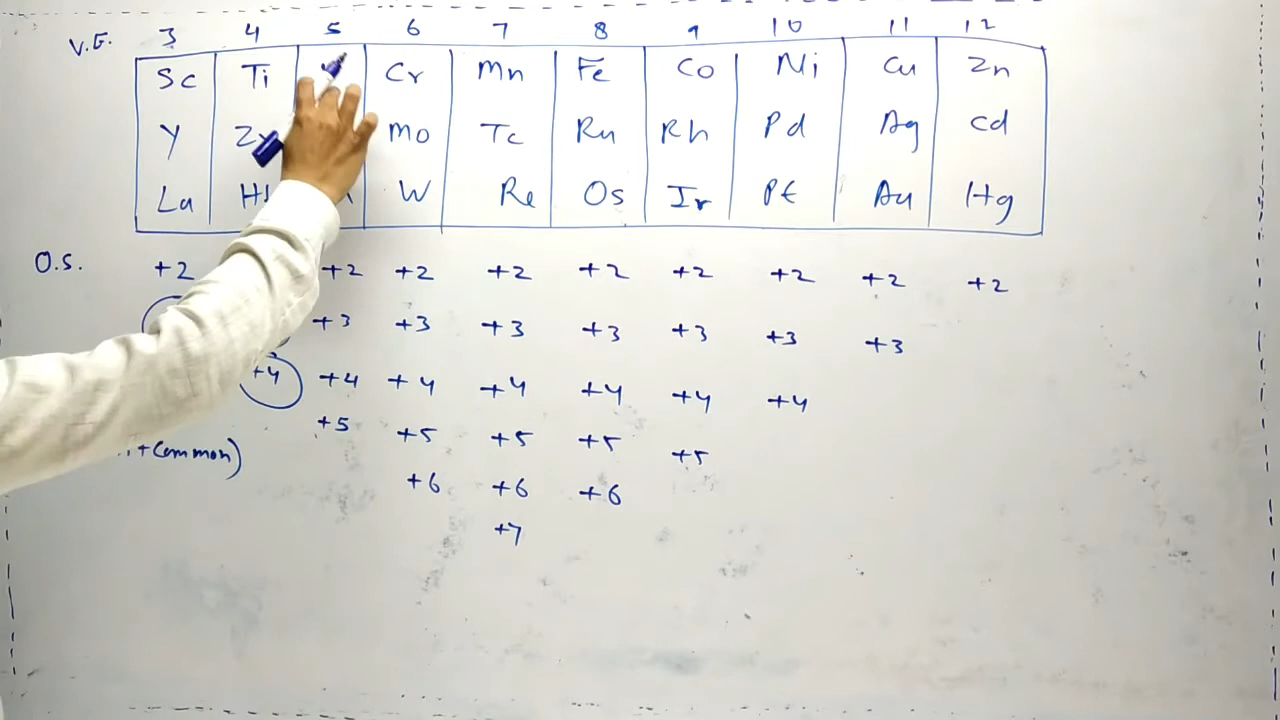 V.E. 3 4 5 6 7 8 9 10 11 12
Sc Ti Cr Mn Fe Co Ni Cu Zn
Y Mo Tc Ru Rh Pd Ag Cd
La W Re Os Ir Pt Au Hg
O.S. +2 +2 +2 +2 +2 +2 +2 +2 +2
+3 +3 +3 +3 +3 +3 +3
+4 +4 +4 +4 +4 +4 +4
+5 +5 +5 +5 +5
common)
+6 +6 +6
+7